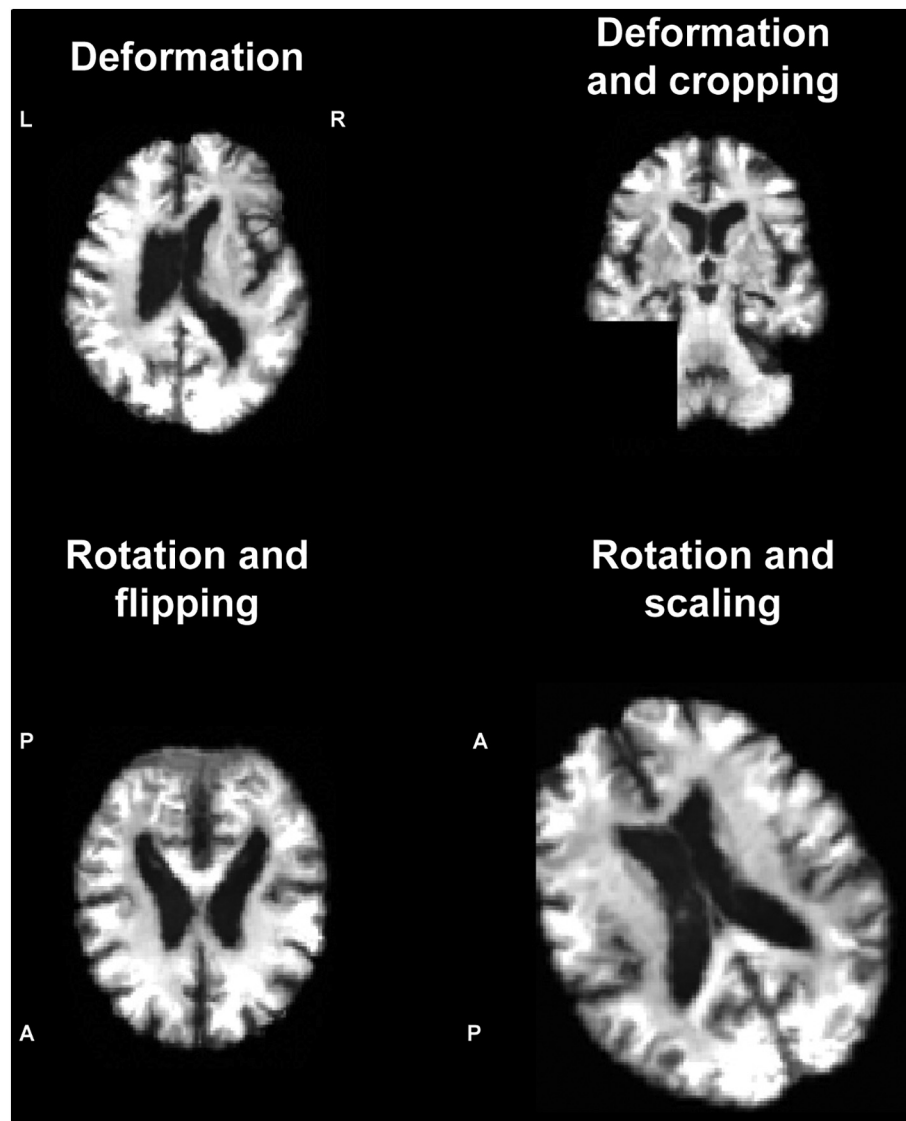 Deformation
Deformation
and cropping
L
R
Rotation and
flipping
Rotation and
scaling
P
A
A
P